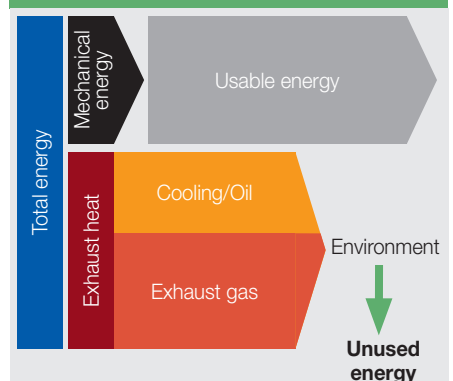 Total energy
Mechanical
energy
Usable energy
Exhaust heat
Cooling/Oil
Exhaust gas
Environment
Unused
energy